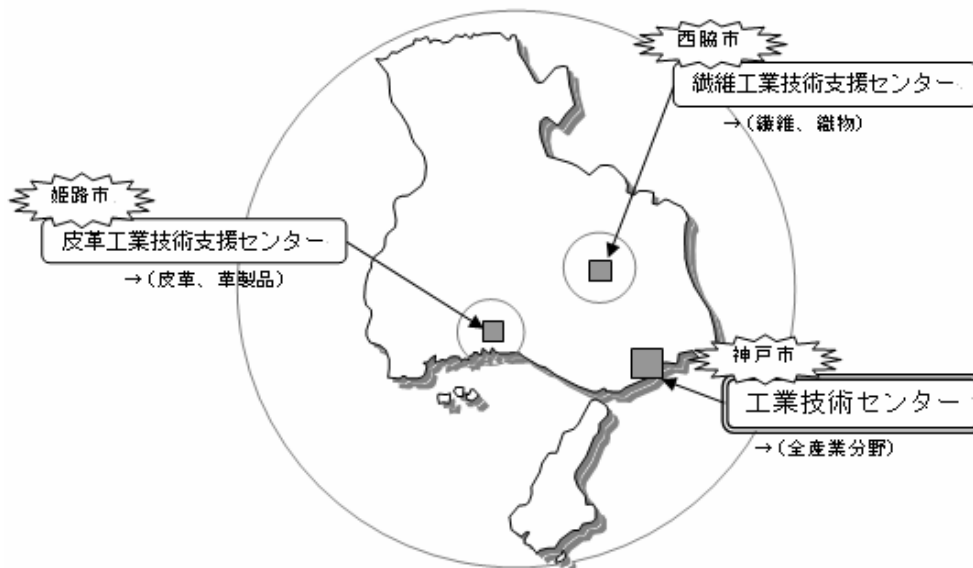 西脇市
繊維工業技術支援センター
→(繊維、織物)
姫路市
皮革工業技術支援センター
→(皮革、革製品)
神戸市
工業技術センター
→(全産業分野)